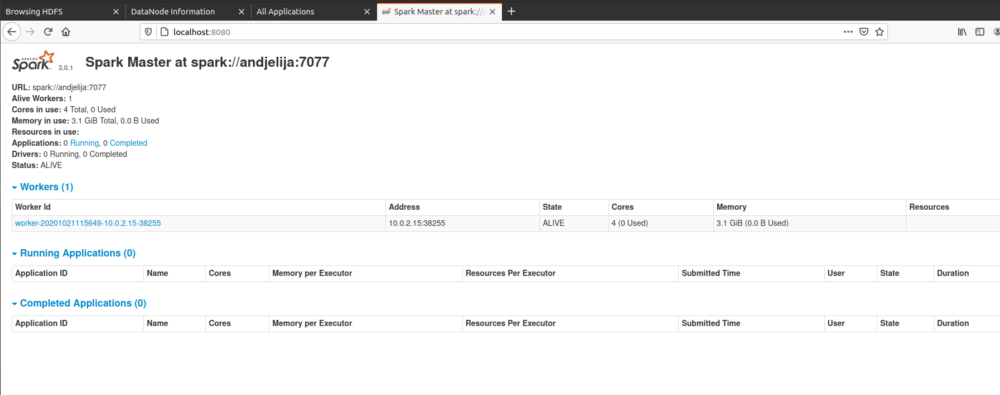 Browsing HDFS
DataNode Information
All Applications
Spark Master at spark://a
localhost:8080
APACHE
Spark 3.0.1
Spark Master at spark://andjelija:7077
URL: spark://andjelija:7077
Alive Workers: 1
Cores in use: 4 Total, 0 Used
Memory in use: 3.1 GiB Total, 0.0 B Used
Resources in use:
Applications: 0 Running, 0 Completed
Drivers: 0 Running, 0 Completed
Status: ALIVE
Workers (1)
Worker Id Address State Cores Memory Resources
worker-20201021115649-10.0.2.15-38255 10.0.2.15:38255 ALIVE 4 (0 Used) 3.1 GiB (0.0 B Used)
Running Applications (0)
Application ID Name Cores Memory per Executor Resources Per Executor Submitted Time User State Duration
Completed Applications (0)
Application ID Name Cores Memory per Executor Resources Per Executor Submitted Time User State Duration